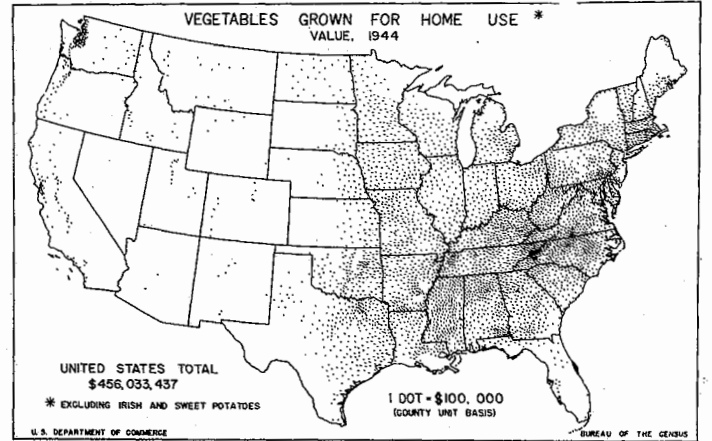 VEGETABLES GROWN FOR HOME USE *
VALUE, 1944
UNITED STATES TOTAL
$456,033,437
* EXCLUDING IRISH AND SWEET POTATOES
1 DOT = $100,000
(COUNTY UNIT BASIS)
U. S. DEPARTMENT OF COMMERCE
BUREAU OF THE CENSUS